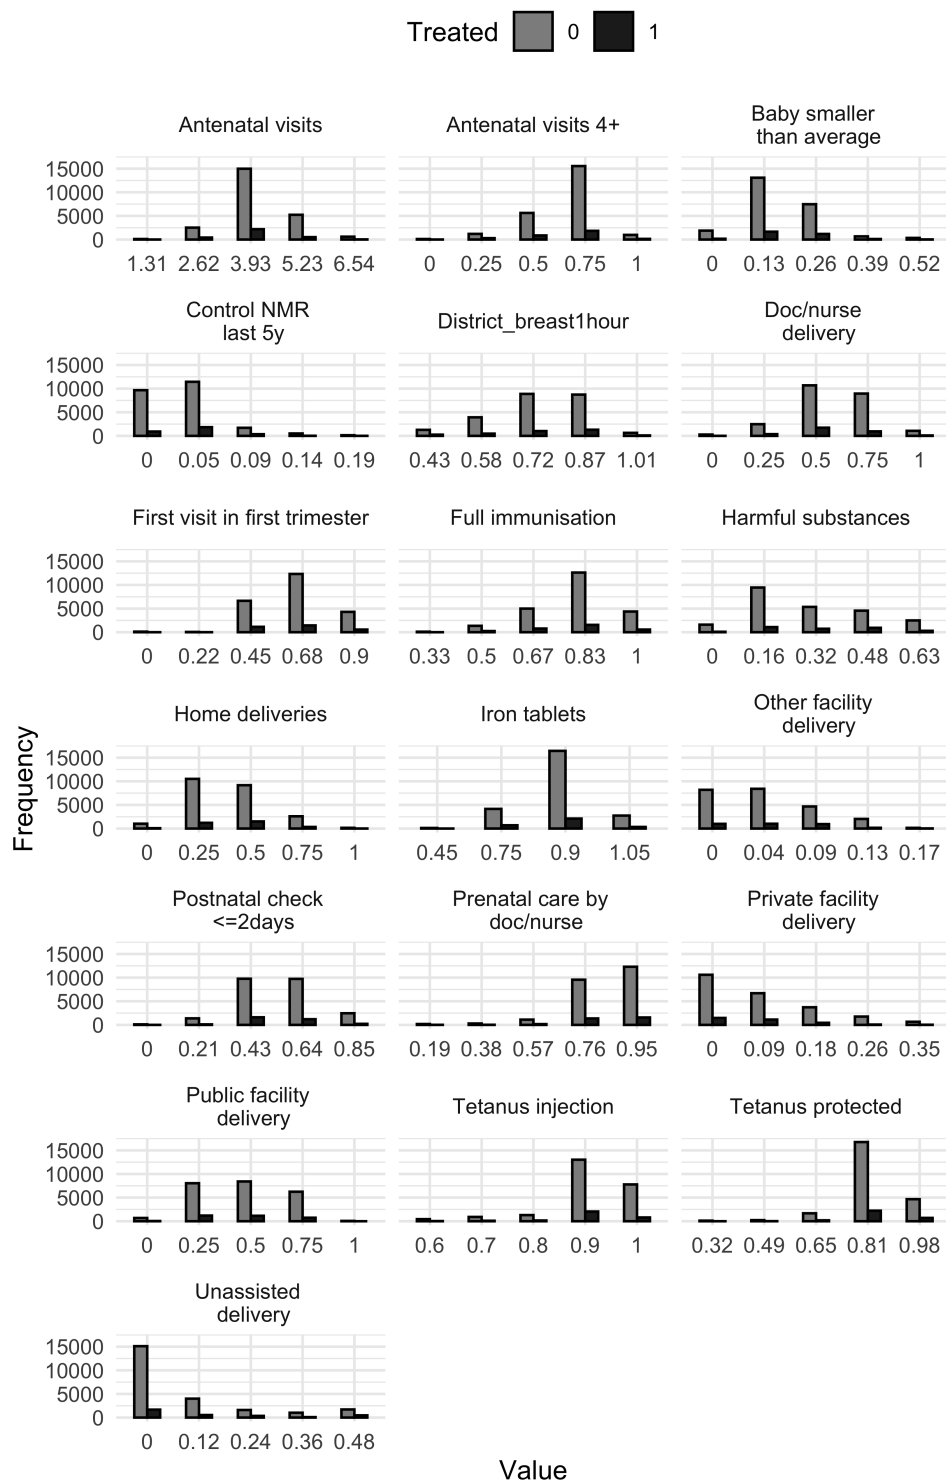 Treated 0 1
Antenatal visits
15000
10000
5000
0
1.31 2.62 3.93 5.23 6.54
Antenatal visits 4+
0 0.25 0.5 0.75 1
Baby smaller
than average
0 0.13 0.26 0.39 0.52
Control NMR
last 5y
15000
10000
5000
0
0 0.05 0.09 0.14 0.19
District_breast1hour
0.43 0.58 0.72 0.87 1.01
Doc/nurse
delivery
0 0.25 0.5 0.75 1
First visit in first trimester
15000
10000
5000
0
0 0.22 0.45 0.68 0.9
Full immunisation
0.33 0.5 0.67 0.83 1
Harmful substances
0 0.16 0.32 0.48 0.63
Frequency
Home deliveries
15000
10000
5000
0
0 0.25 0.5 0.75 1
Iron tablets
0.45 0.75 0.9 1.05
Other facility
delivery
0 0.04 0.09 0.13 0.17
Postnatal check
<=2days
15000
10000
5000
0
0 0.21 0.43 0.64 0.85
Prenatal care by
doc/nurse
0.19 0.38 0.57 0.76 0.95
Private facility
delivery
0 0.09 0.18 0.26 0.35
Public facility
delivery
15000
10000
5000
0
0 0.25 0.5 0.75 1
Tetanus injection
0.6 0.7 0.8 0.9 1
Tetanus protected
0.32 0.49 0.65 0.81 0.98
Unassisted
delivery
15000
10000
5000
0
0 0.12 0.24 0.36 0.48
Value